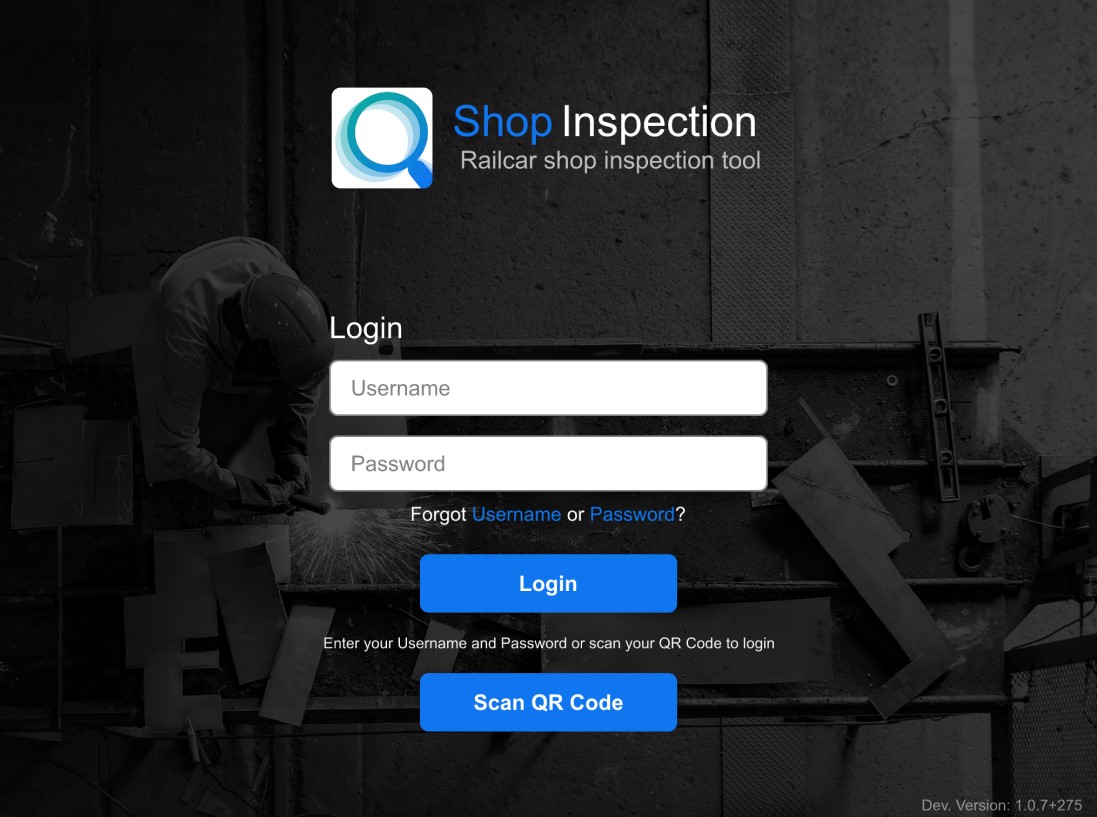 Shop Inspection
Railcar shop inspection tool
Login
Username
Password
Forgot Username or Password?
Login
Enter your Username and Password or scan your QR Code to login
Scan QR Code
Dev. Version: 1.0.7+275